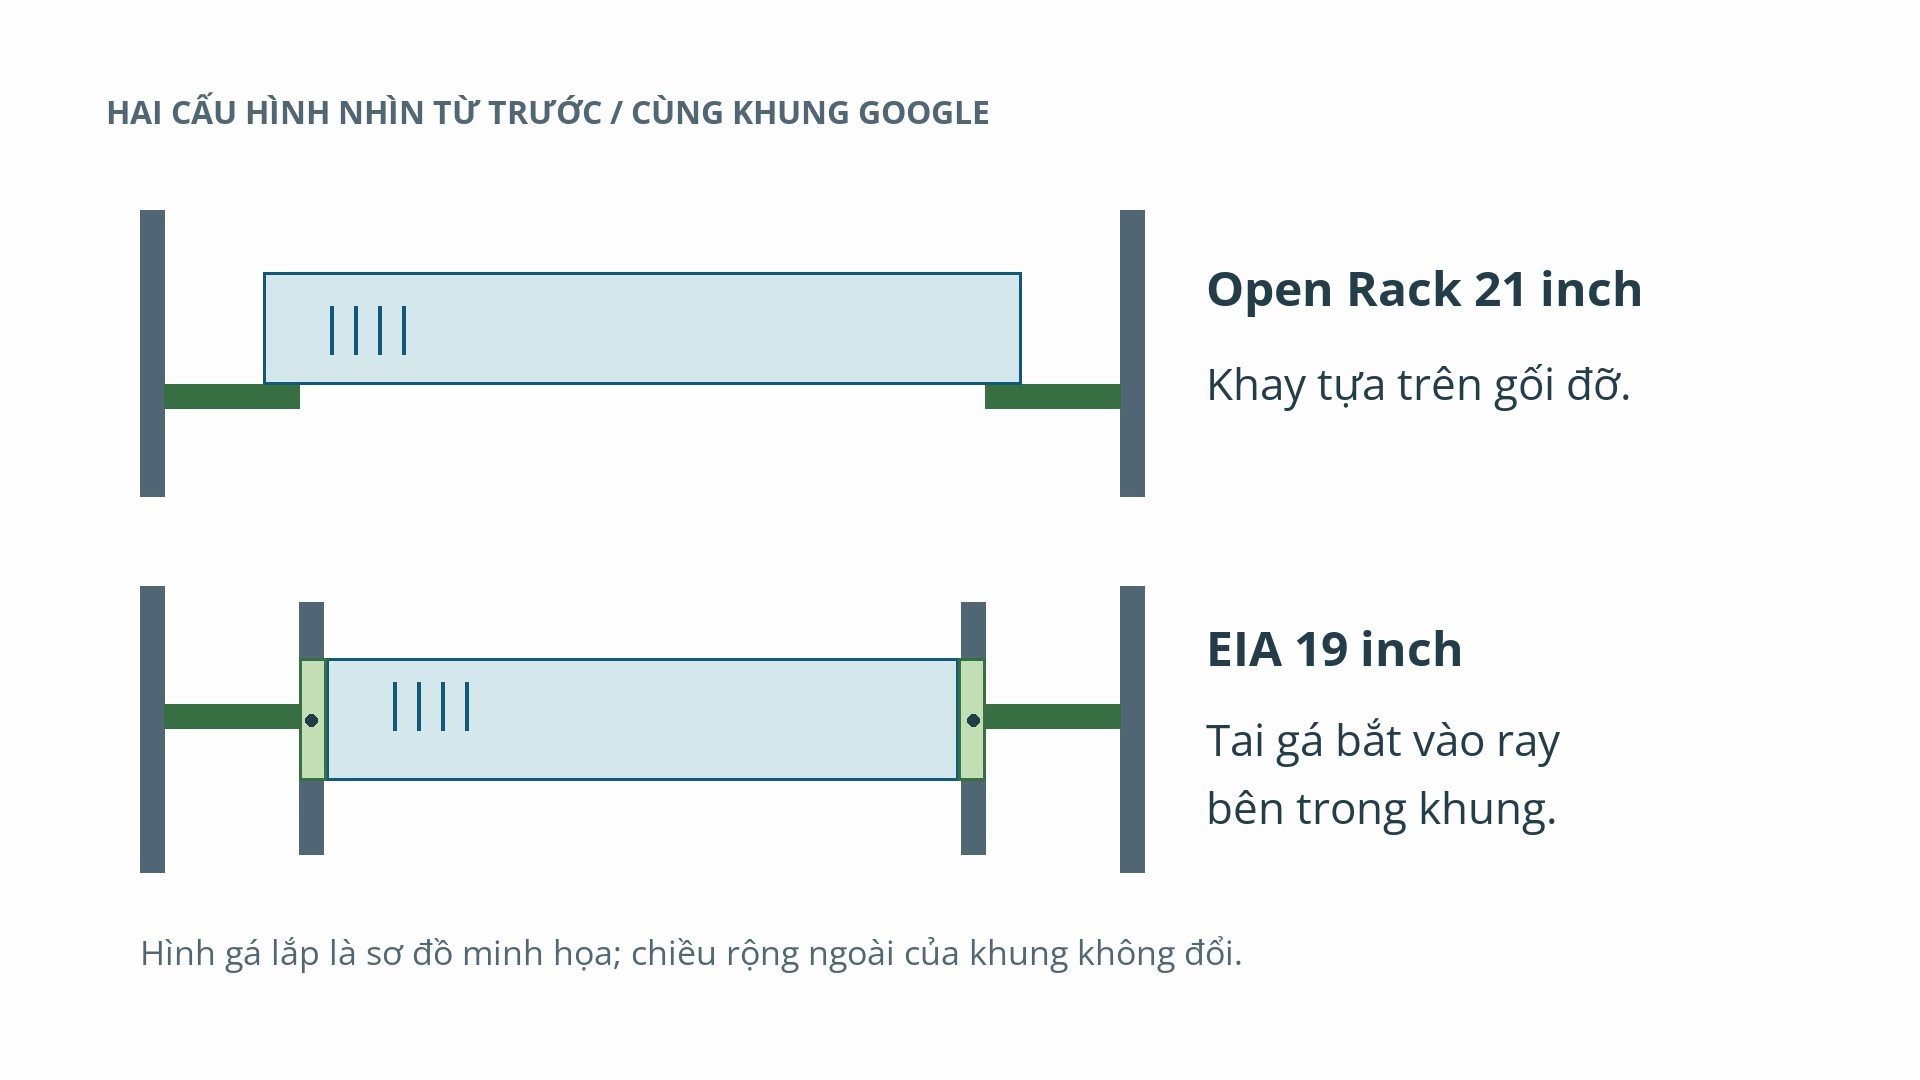 HAI CẤU HÌNH NHÌN TỪ TRƯỚC / CÙNG KHUNG GOOGLE
Open Rack 21 inch
Khay tựa trên gối đỡ.
EIA 19 inch
Tai gá bắt vào ray
bên trong khung.
Hình gá lắp là sơ đồ minh họa; chiều rộng ngoài của khung không đổi.